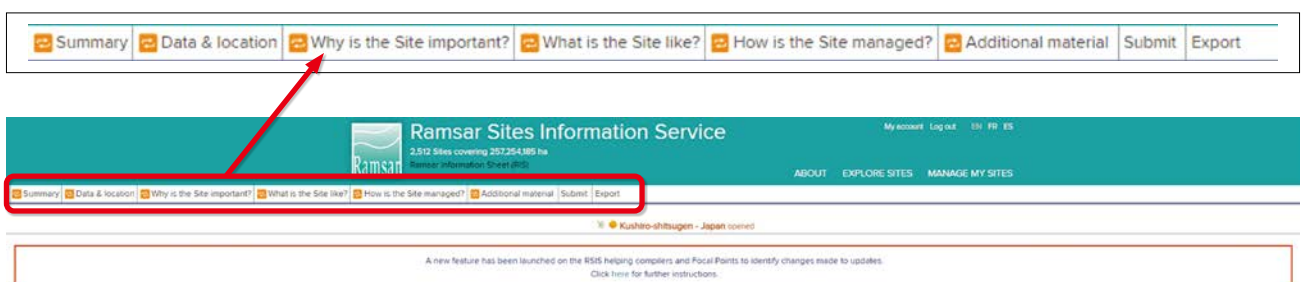 Summary Data & location Why is the Site important? What is the Site like? How is the Site managed? Additional material Submit Export
Ramsar Sites Information Service
My account Log out EN FR ES
2,512 Sites covering 257,254,185 ha
Ramsar Information Sheet (RIS)
Ramsar
ABOUT EXPLORE SITES MANAGE MY SITES
Summary Data & location Why is the Site important? What is the Site like? How is the Site managed? Additional material Submit Export
Kushiro-shitsugen - Japan opened
A new feature has been launched on the RSIS helping compilers and Focal Points to identify changes made to updates.
Click here for further instructions.